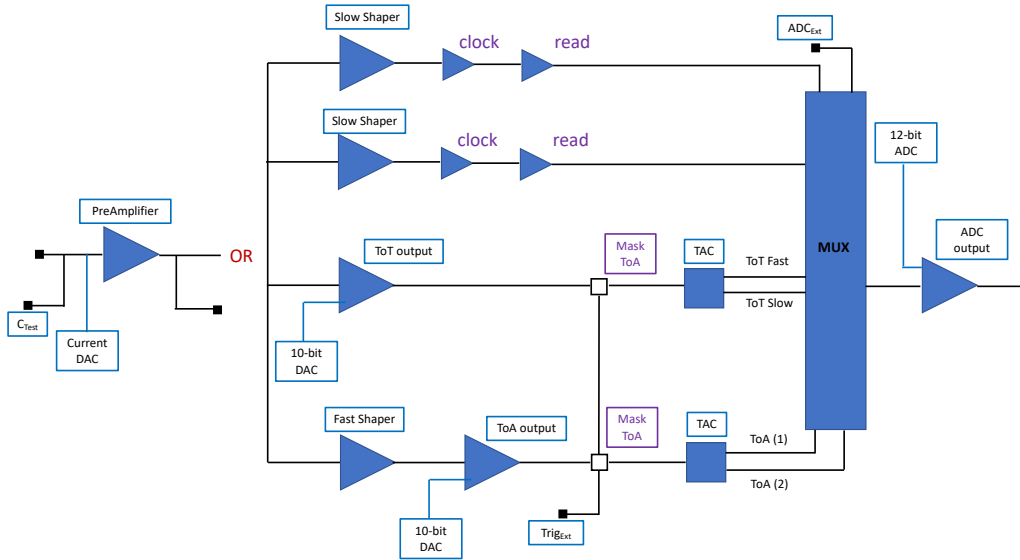 Slow Shaper
clock
read
ADCExt
Slow Shaper
clock
read
12-bit
ADC
PreAmplifier
OR
ToT output
Mask
ToA
TAC
ToT Fast
ToT Slow
MUX
ADC
output
CTest
Current
DAC
10-bit
DAC
Fast Shaper
ToA output
Mask
ToA
TAC
ToA (1)
ToA (2)
10-bit
DAC
TrigExt